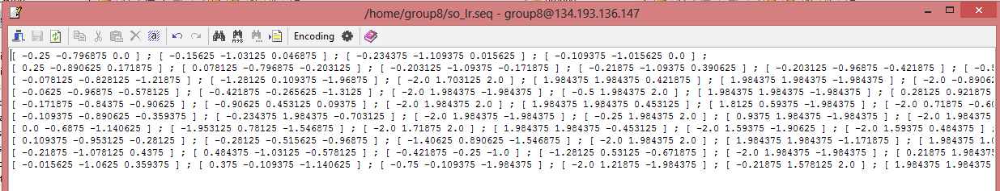 /home/group8/so_lr.seq - group8@134.193.136.147
Encoding
[ -0.25 -0.796875 0.0 ] ; [ -0.15625 -1.03125 0.046875 ] ; [ -0.234375 -1.109375 0.015625 ] ; [ -0.109375 -1.015625 0.0 ] ;
[ 0.25 -0.890625 0.171875 ] ; [ 0.078125 -0.796875 -0.203125 ] ; [ -0.203125 -1.09375 -0.171875 ] ; [ -0.21875 -1.09375 0.390625 ] ; [ -0.203125 -0.96875 -0.421875 ] ; [ -0.5
[ -0.078125 -0.828125 -1.21875 ] ; [ -1.28125 0.109375 -1.96875 ] ; [ -2.0 1.703125 2.0 ] ; [ 1.984375 1.984375 0.421875 ] ; [ 1.984375 1.984375 -1.984375 ] ; [ -2.0 -0.89062
[ -0.0625 -0.96875 -0.578125 ] ; [ -0.421875 -0.265625 -1.3125 ] ; [ -2.0 -0.0625 -1.984375 ] ; [ -0.5 1.984375 2.0 ] ; [ 1.984375 1.984375 -1.984375 ] ; [ 0.28125 0.921875
[ -0.171875 -0.84375 -0.90625 ] ; [ -0.90625 0.453125 0.09375 ] ; [ -2.0 1.984375 2.0 ] ; [ 1.984375 1.984375 0.453125 ] ; [ 1.8125 0.59375 -1.984375 ] ; [ -2.0 0.71875 -0.60
[ -0.109375 -0.890625 -0.359375 ] ; [ -0.234375 1.984375 -0.703125 ] ; [ -2.0 1.984375 -1.984375 ] ; [ -0.25 1.984375 2.0 ] ; [ 0.9375 1.984375 -1.984375 ] ; [ -2.0 1.984375
[ 0.0 -0.6875 -1.140625 ] ; [ -1.953125 0.78125 -1.546875 ] ; [ -2.0 1.71875 2.0 ] ; [ 1.984375 1.984375 -0.453125 ] ; [ -2.0 1.59375 -1.90625 ] ; [ -2.0 1.59375 0.484375 ] ;
[ 0.109375 -0.953125 -0.28125 ] ; [ -0.28125 -0.515625 -0.96875 ] ; [ -1.40625 0.890625 -1.546875 ] ; [ -2.0 1.984375 2.0 ] ; [ 1.984375 1.984375 -1.171875 ] ; [ 1.984375 1.0
[ -0.21875 -1.078125 0.4375 ] ; [ 0.484375 -1.03125 -0.578125 ] ; [ -0.421875 -0.25 -1.0 ] ; [ -1.28125 0.53125 -0.671875 ] ; [ -2.0 1.984375 -1.984375 ] ; [ 0.21875 1.984375
[ -0.015625 -1.0625 0.359375 ] ; [ 0.375 -0.109375 -1.140625 ] ; [ -0.75 -0.109375 -1.984375 ] ; [ -2.0 1.21875 -1.984375 ] ; [ -0.21875 1.578125 2.0 ] ; [ 1.984375 1.984375